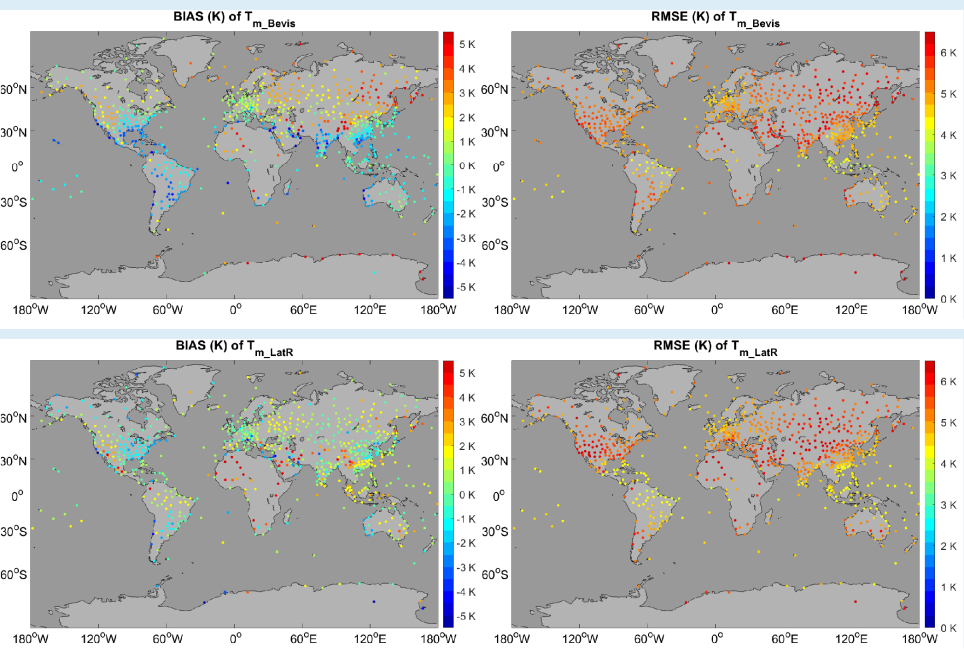 BIAS (K) of T m_Bevis
RMSE (K) of T m_Bevis
5 K
4 K
3 K
2 K
1 K
0 K
-1 K
-2 K
-3 K
-4 K
-5 K
6 K
5 K
4 K
3 K
2 K
1 K
0 K
60°N
30°N
0°
30°S
60°S
60°N
30°N
0°
30°S
60°S
180°W 120°W 60°W 0° 60°E 120°E 180°W
180°W 120°W 60°W 0° 60°E 120°E 180°W
BIAS (K) of T m_LatR
RMSE (K) of T m_LatR
5 K
4 K
3 K
2 K
1 K
0 K
-1 K
-2 K
-3 K
-4 K
-5 K
6 K
5 K
4 K
3 K
2 K
1 K
0 K
60°N
30°N
0°
30°S
60°S
60°N
30°N
0°
30°S
60°S
180°W 120°W 60°W 0° 60°E 120°E 180°W
180°W 120°W 60°W 0° 60°E 120°E 180°W